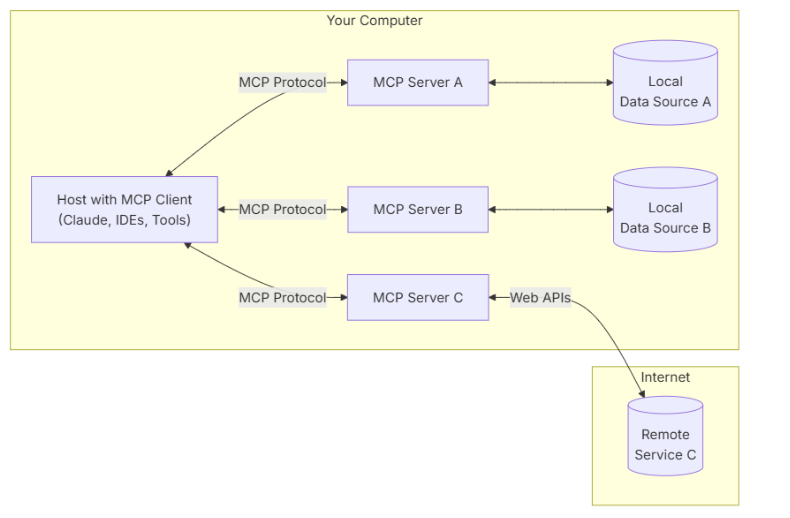 Your Computer
MCP Protocol
MCP Server A
Local
Data Source A
Host with MCP Client
(Claude, IDEs, Tools)
MCP Protocol
MCP Server B
Local
Data Source B
MCP Protocol
MCP Server C
Web APIs
Internet
Remote
Service C